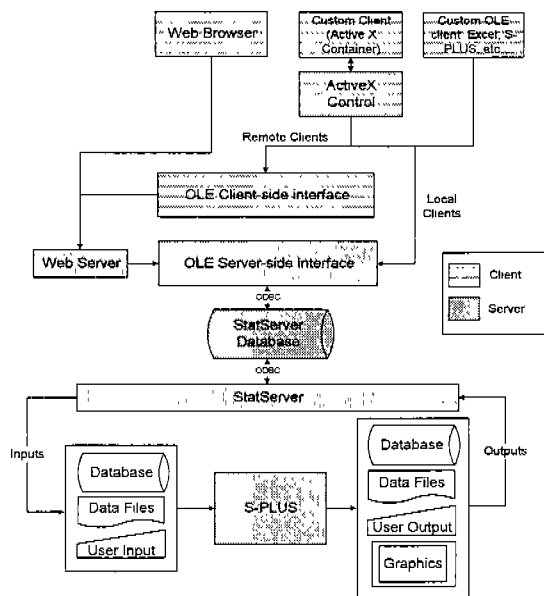 Web Browser
Custom Client
(Active X
Container)
Custom OLE
client: Excel, S-
PLUS, etc...
ActiveX
Control
Remote Clients
OLE Client-side interface
Local
Clients
Web Server
OLE Server-side Interface
Client
Server
ODBC
StatServer
Database
ODBC
StatServer
Inputs
Database
Data Files
User Input
S-PLUS
Database
Data Files
User Output
Graphics
Outputs